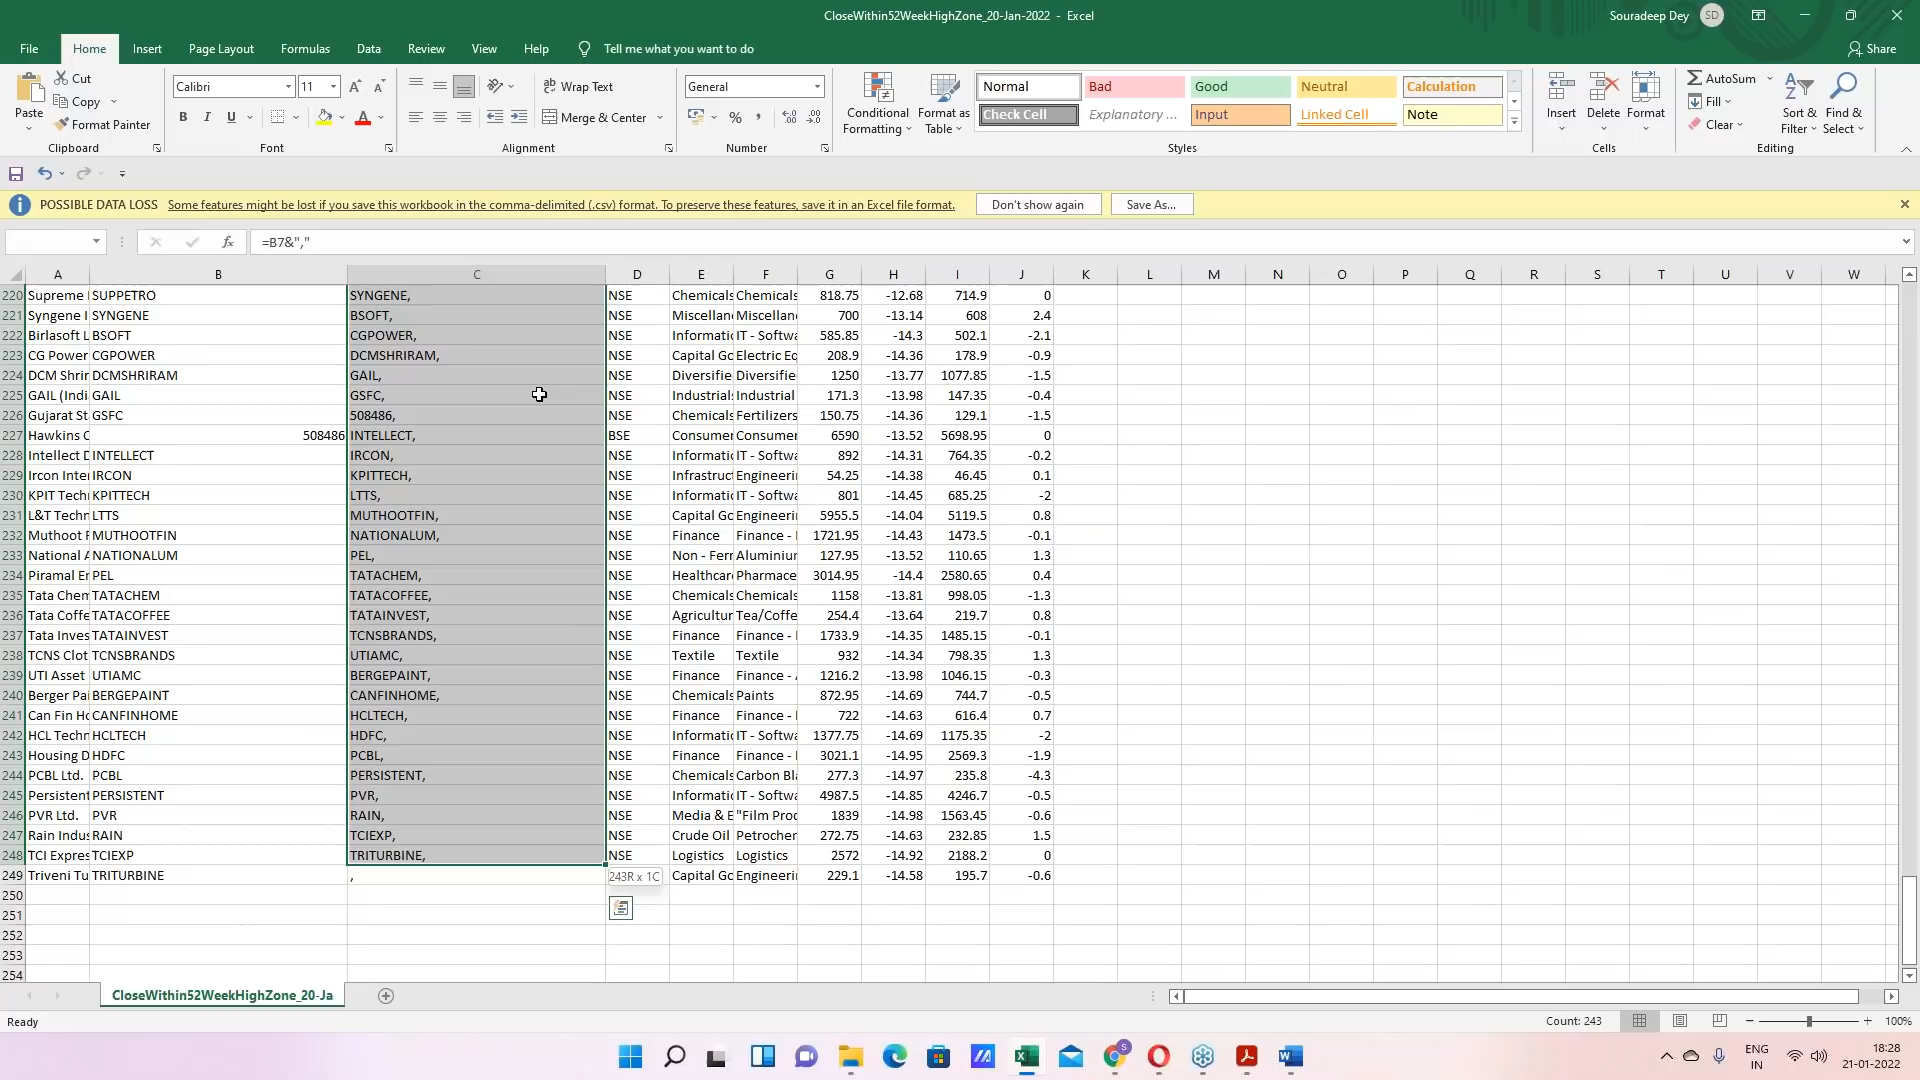 CloseWithin52WeekHighZone_20-Jan-2022 - Excel
Souradeep Dey SD
File Home Insert Page Layout Formulas Data Review View Help Tell me what you want to do Share
Cut
Copy
Format Painter
Paste
Clipboard
Calibri 11
B I U
Font
Wrap Text
Merge & Center
Alignment
General
Number
Conditional Formatting
Format as Table
Normal Bad Good Neutral Calculation
Check Cell Explanatory ... Input Linked Cell Note
Styles
Insert Delete Format
Cells
AutoSum
Fill
Clear
Sort & Filter
Find & Select
Editing
POSSIBLE DATA LOSS Some features might be lost if you save this workbook in the comma-delimited (.csv) format. To preserve these features, save it in an Excel file format. Don't show again Save As...
fx =B7&","
A B C D E F G H I J K L M N O P Q R S T U V W
220 Supreme SUPPETRO SYNGENE, NSE Chemicals Chemicals 818.75 -12.68 714.9 0
221 Syngene I SYNGENE BSOFT, NSE Miscellan Miscellan 700 -13.14 608 2.4
222 Birlasoft L BSOFT CGPOWER, NSE Informatic IT - Softwa 585.85 -14.3 502.1 -2.1
223 CG Power CGPOWER DCMSHRIRAM, NSE Capital Go Electric Eq 208.9 -14.36 178.9 -0.9
224 DCM Shrir DCMSHRIRAM GAIL, NSE Diversifie Diversifie 1250 -13.77 1077.85 -1.5
225 GAIL (Indi GAIL GSFC, NSE Industrial Industrial 171.3 -13.98 147.35 -0.4
226 Gujarat St GSFC 508486, NSE Chemicals Fertilizers 150.75 -14.36 129.1 -1.5
227 Hawkins C 508486 INTELLECT, BSE Consumer Consumer 6590 -13.52 5698.95 0
228 Intellect D INTELLECT IRCON, NSE Informatic IT - Softwa 892 -14.31 764.35 -0.2
229 Ircon Inte IRCON KPITTECH, NSE Infrastruc Engineeri 54.25 -14.38 46.45 0.1
230 KPIT Tech KPITTECH LTTS, NSE Informatic IT - Softwa 801 -14.45 685.25 -2
231 L&T Techn LTTS MUTHOOTFIN, NSE Capital Go Engineeri 5955.5 -14.04 5119.5 0.8
232 Muthoot F MUTHOOTFIN NATIONALUM, NSE Finance Finance - 1721.95 -14.43 1473.5 -0.1
233 National A NATIONALUM PEL, NSE Non - Ferr Aluminiur 127.95 -13.52 110.65 1.3
234 Piramal En PEL TATACHEM, NSE Healthcar Pharmace 3014.95 -14.4 2580.65 0.4
235 Tata Chem TATACHEM TATACOFFEE, NSE Chemicals Chemicals 1158 -13.81 998.05 -1.3
236 Tata Coffe TATACOFFEE TATAINVEST, NSE Agricultur Tea/Coffe 254.4 -13.64 219.7 0.8
237 Tata Inves TATAINVEST TCNSBRANDS, NSE Finance Finance - 1733.9 -14.35 1485.15 -0.1
238 TCNS Clot TCNSBRANDS UTIAMC, NSE Textile Textile 932 -14.34 798.35 1.3
239 UTI Asset UTIAMC BERGEPAINT, NSE Finance Finance - 1216.2 -13.98 1046.15 -0.3
240 Berger Pai BERGEPAINT CANFINHOME, NSE Chemicals Paints 872.95 -14.69 744.7 -0.5
241 Can Fin Ho CANFINHOME HCLTECH, NSE Finance Finance - 722 -14.63 616.4 0.7
242 HCL Techn HCLTECH HDFC, NSE Informatic IT - Softwa 1377.75 -14.69 1175.35 -2
243 Housing D HDFC PCBL, NSE Finance Finance - 3021.1 -14.95 2569.3 -1.9
244 PCBL Ltd. PCBL PERSISTENT, NSE Chemicals Carbon Bla 277.3 -14.97 235.8 -4.3
245 Persistent PERSISTENT PVR, NSE Informatic IT - Softwa 4987.5 -14.85 4246.7 -0.5
246 PVR Ltd. PVR RAIN, NSE Media & E "Film Proc 1839 -14.98 1563.45 -0.6
247 Rain Indus RAIN TCIEXP, NSE Crude Oil Petrocher 272.75 -14.63 232.85 1.5
248 TCI Expres TCIEXP TRITURBINE, NSE Logistics Logistics 2572 -14.92 2188.2 0
249 Triveni Tu TRITURBINE , 243R x 1C Capital Go Engineeri 229.1 -14.58 195.7 -0.6
250
251
252
253
254
CloseWithin52WeekHighZone_20-Ja
Ready Count: 243 100%
ENG IN
18:28
21-01-2022